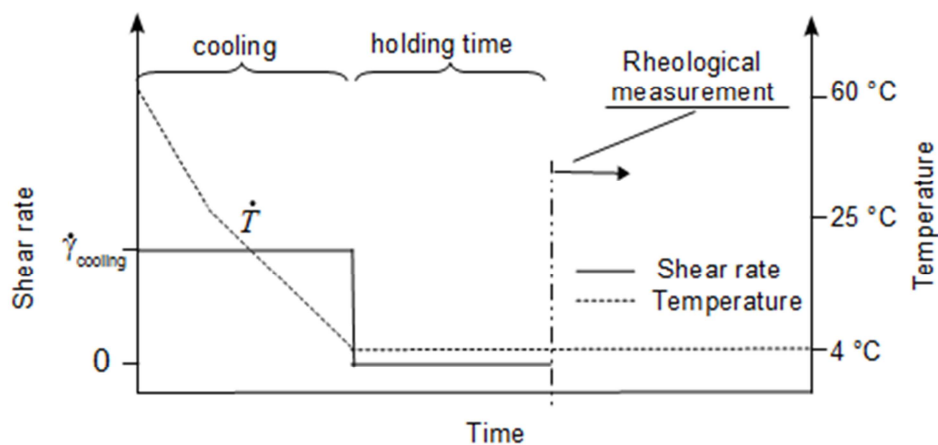 cooling
holding time
Rheological
measurement
60 °C
Ṫ
25 °C
γ̇cooling
Shear rate
Temperature
Shear rate
Temperature
0
4 °C
Time